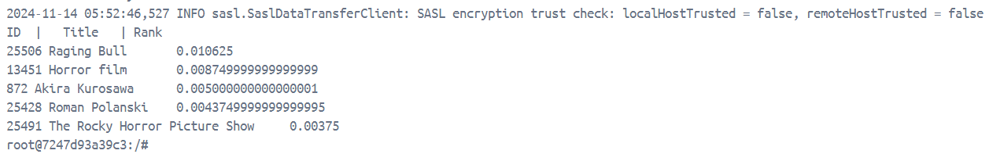 2024-11-14 05:52:46,527 INFO sasl.SaslDataTransferClient: SASL encryption trust check: localHostTrusted = false, remoteHostTrusted = false
ID | Title | Rank
25506 Raging Bull 0.010625
13451 Horror film 0.008749999999999999
872 Akira Kurosawa 0.005000000000000001
25428 Roman Polanski 0.0043749999999999995
25491 The Rocky Horror Picture Show 0.00375
root@7247d93a39c3:/#